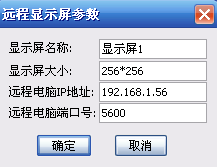 远程显示屏参数
显示屏名称: 显示屏1
显示屏大小: 256*256
远程电脑IP地址: 192.168.1.56
远程电脑端口号: 5600
确定 取消